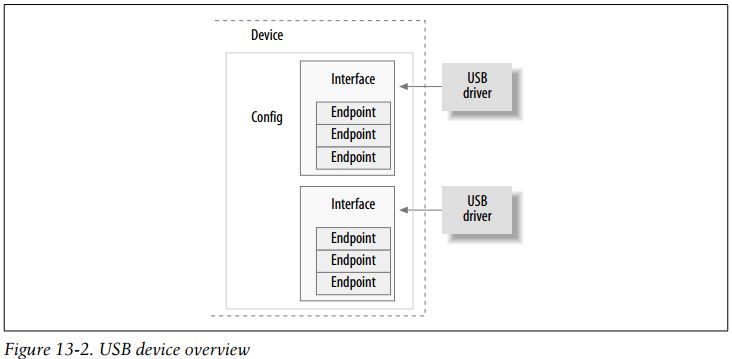 Device
Interface
USB
driver
Config
Endpoint
Endpoint
Endpoint
Interface
USB
driver
Endpoint
Endpoint
Endpoint
Figure 13-2. USB device overview